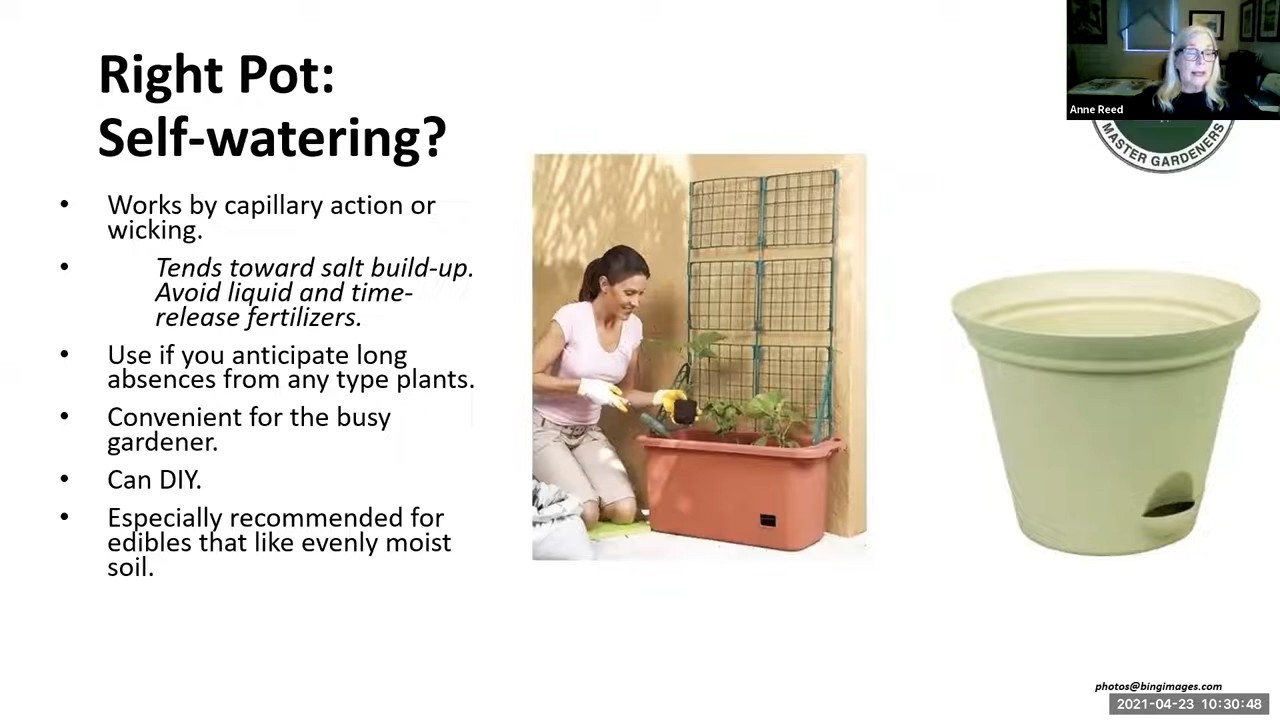 Right Pot:
Self-watering?
• Works by capillary action or
wicking.
• Tends toward salt build-up.
Avoid liquid and time-
release fertilizers.
• Use if you anticipate long
absences from any type plants.
• Convenient for the busy
gardener.
• Can DIY.
• Especially recommended for
edibles that like evenly moist
soil.
Anne Reed
MASTER GARDENERS
photos@bingimages.com
2021-04-23 10:30:48